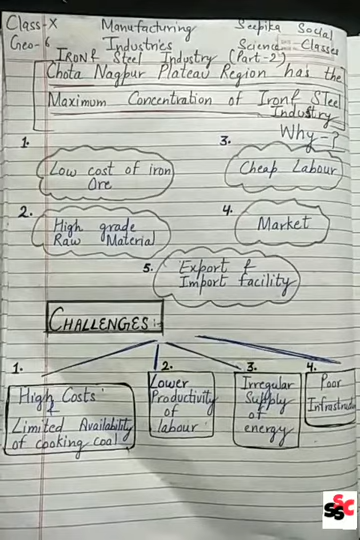 Class-X Manufacturing Seepika Social
Geo-6 Industries Science Classes
Iron & Steel Industry (Part-2)
Chota Nagpur Plateau Region has the
Maximum Concentration of Iron & Steel
Industry
Why-?
1. Low cost of iron
Ore
3. Cheap Labour
2. High grade
Raw Material
4. Market
5. Export &
Import facility
CHALLENGES:-
1. High Costs
&
Limited Availability
of cooking coal
2. Lower
Productivity
of
labour
3. Irregular
Supply
of
energy
4. Poor
Infrastructu
SSSC